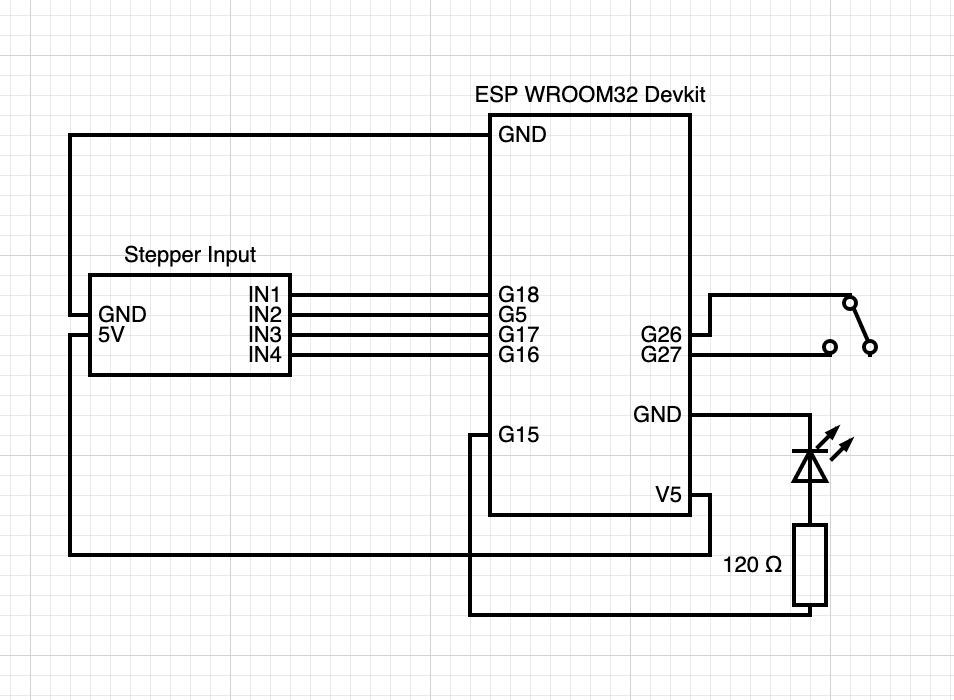 ESP WROOM32 Devkit
GND
Stepper Input
GND
5V
IN1
IN2
IN3
IN4
G18
G5
G17
G16
G26
G27
GND
G15
V5
120 Ω